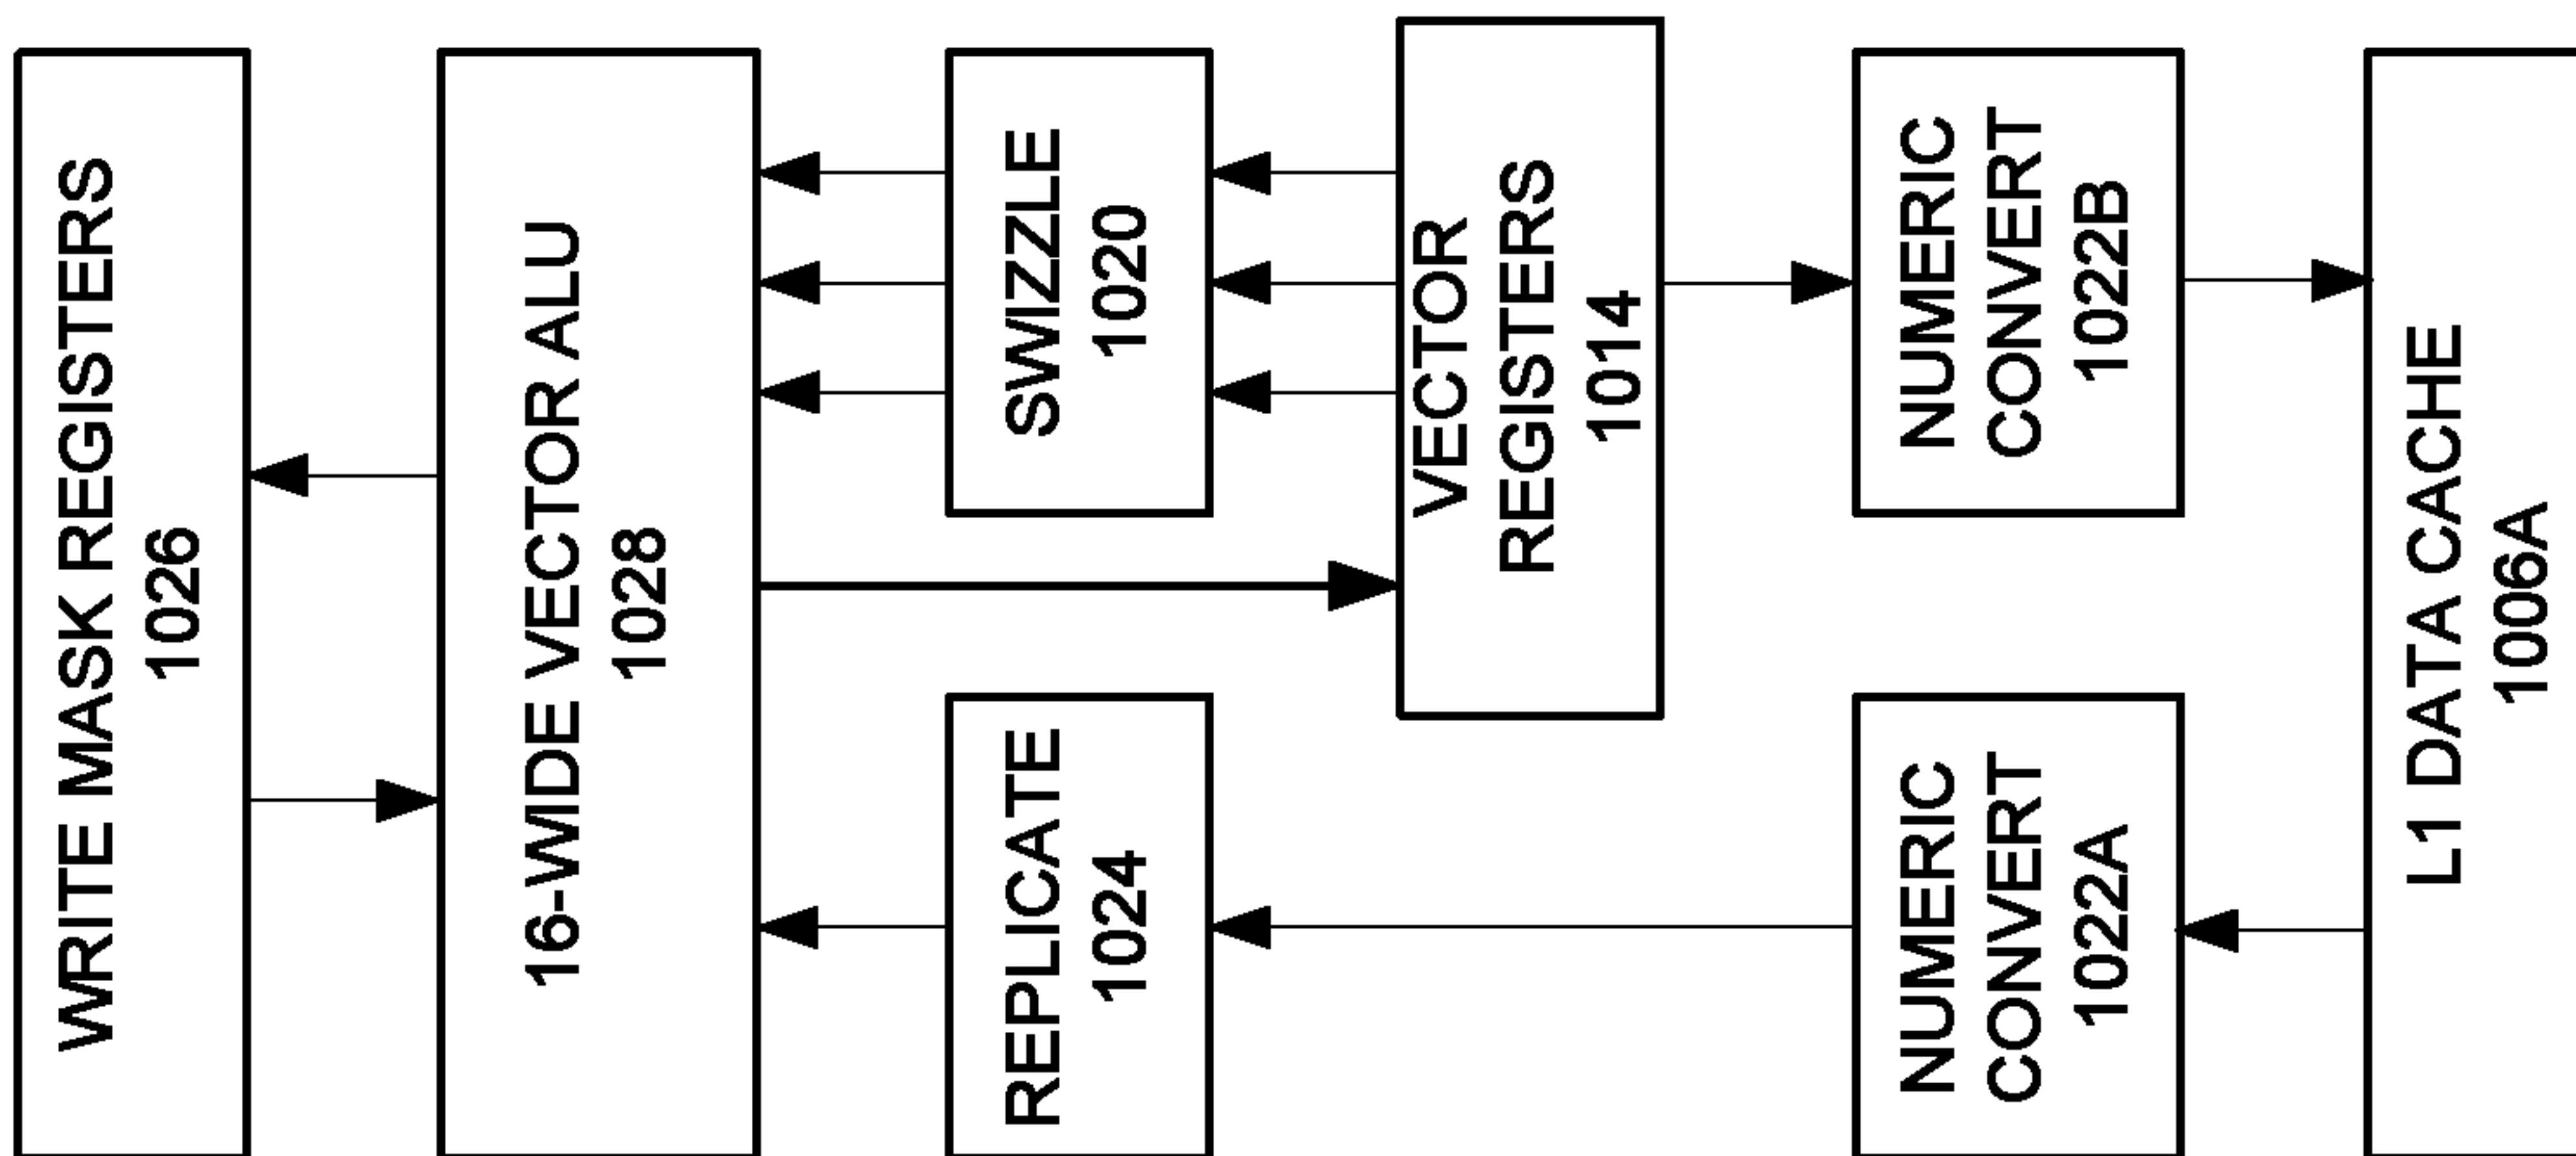 WRITE MASK REGISTERS
1026
16-WIDE VECTOR ALU
1028
REPLICATE
1024
SWIZZLE
1020
VECTOR
REGISTERS
1014
NUMERIC
CONVERT
1022A
NUMERIC
CONVERT
1022B
L1 DATA CACHE
1006A